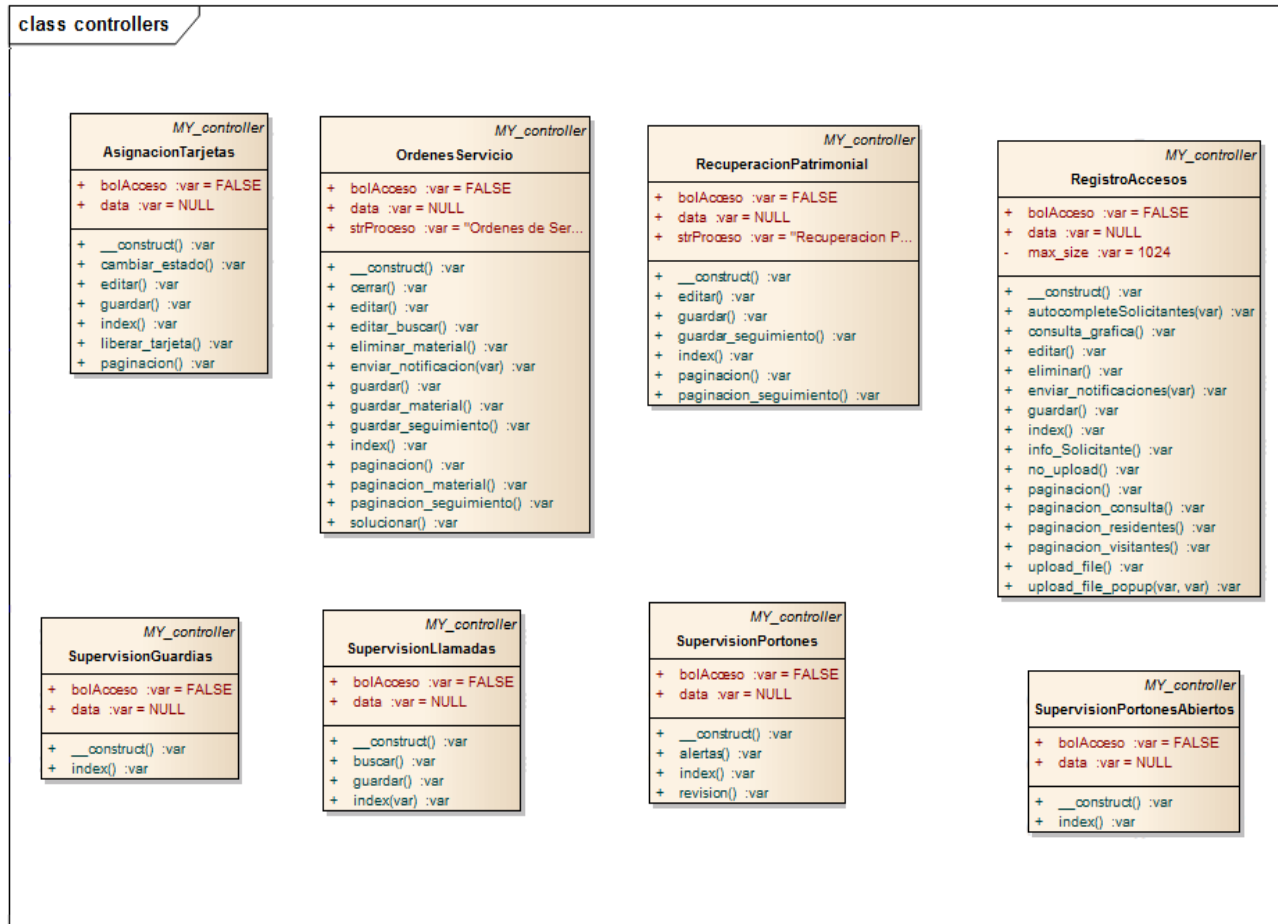 class controllers
MY_controller
AsignacionTarjetas
+ bolAcceso :var = FALSE
+ data :var = NULL
+ __construct() :var
+ cambiar_estado() :var
+ editar() :var
+ guardar() :var
+ index() :var
+ liberar_tarjeta() :var
+ paginacion() :var
MY_controller
OrdenesServicio
+ bolAcceso :var = FALSE
+ data :var = NULL
+ strProceso :var = "Ordenes de Ser...
+ __construct() :var
+ cerrar() :var
+ editar() :var
+ editar_buscar() :var
+ eliminar_material() :var
+ enviar_notificacion(var) :var
+ guardar() :var
+ guardar_material() :var
+ guardar_seguimiento() :var
+ index() :var
+ paginacion() :var
+ paginacion_material() :var
+ paginacion_seguimiento() :var
+ solucionar() :var
MY_controller
RecuperacionPatrimonial
+ bolAcceso :var = FALSE
+ data :var = NULL
+ strProceso :var = "Recuperacion P...
+ __construct() :var
+ editar() :var
+ guardar() :var
+ guardar_seguimiento() :var
+ index() :var
+ paginacion() :var
+ paginacion_seguimiento() :var
MY_controller
RegistroAccesos
+ bolAcceso :var = FALSE
+ data :var = NULL
- max_size :var = 1024
+ __construct() :var
+ autocompleteSolicitantes(var) :var
+ consulta_grafica() :var
+ editar() :var
+ eliminar() :var
+ enviar_notificaciones(var) :var
+ guardar() :var
+ index() :var
+ info_Solicitante() :var
+ no_upload() :var
+ paginacion() :var
+ paginacion_consulta() :var
+ paginacion_residentes() :var
+ paginacion_visitantes() :var
+ upload_file() :var
+ upload_file_popup(var, var) :var
MY_controller
SupervisionGuardias
+ bolAcceso :var = FALSE
+ data :var = NULL
+ __construct() :var
+ index() :var
MY_controller
SupervisionLlamadas
+ bolAcceso :var = FALSE
+ data :var = NULL
+ __construct() :var
+ buscar() :var
+ guardar() :var
+ index(var) :var
MY_controller
SupervisionPortones
+ bolAcceso :var = FALSE
+ data :var = NULL
+ __construct() :var
+ alertas() :var
+ index() :var
+ revision() :var
MY_controller
SupervisionPortonesAbiertos
+ bolAcceso :var = FALSE
+ data :var = NULL
+ __construct() :var
+ index() :var